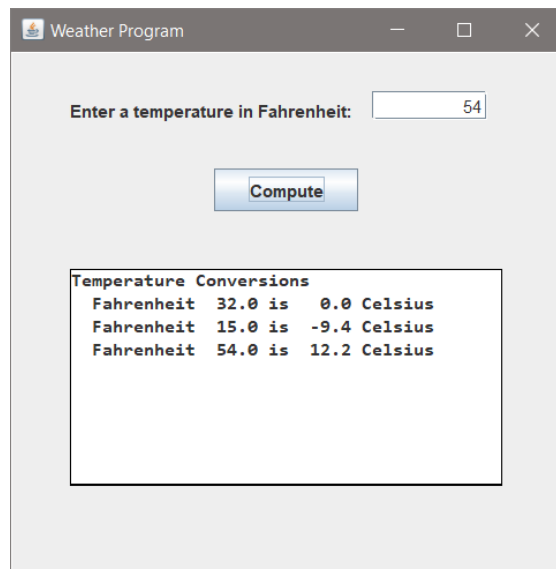 Weather Program
Enter a temperature in Fahrenheit: 54
Compute
Temperature Conversions
  Fahrenheit  32.0 is   0.0 Celsius
  Fahrenheit  15.0 is  -9.4 Celsius
  Fahrenheit  54.0 is  12.2 Celsius